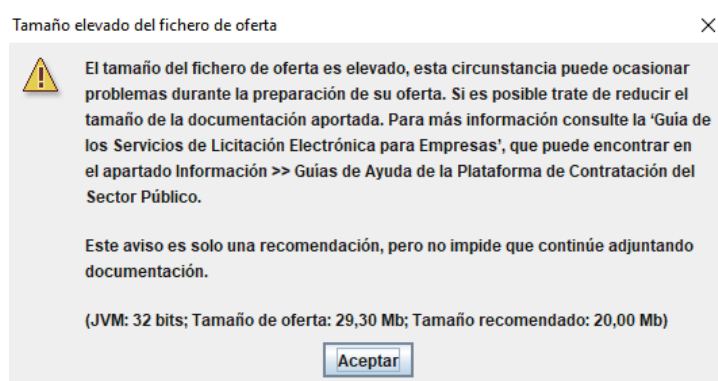 Tamaño elevado del fichero de oferta
El tamaño del fichero de oferta es elevado, esta circunstancia puede ocasionar
problemas durante la preparación de su oferta. Si es posible trate de reducir el
tamaño de la documentación aportada. Para más información consulte la ‘Guía de
los Servicios de Licitación Electrónica para Empresas’, que puede encontrar en
el apartado Información >> Guías de Ayuda de la Plataforma de Contratación del
Sector Público.
Este aviso es solo una recomendación, pero no impide que continúe adjuntando
documentación.
(JVM: 32 bits; Tamaño de oferta: 29,30 Mb; Tamaño recomendado: 20,00 Mb)
Aceptar